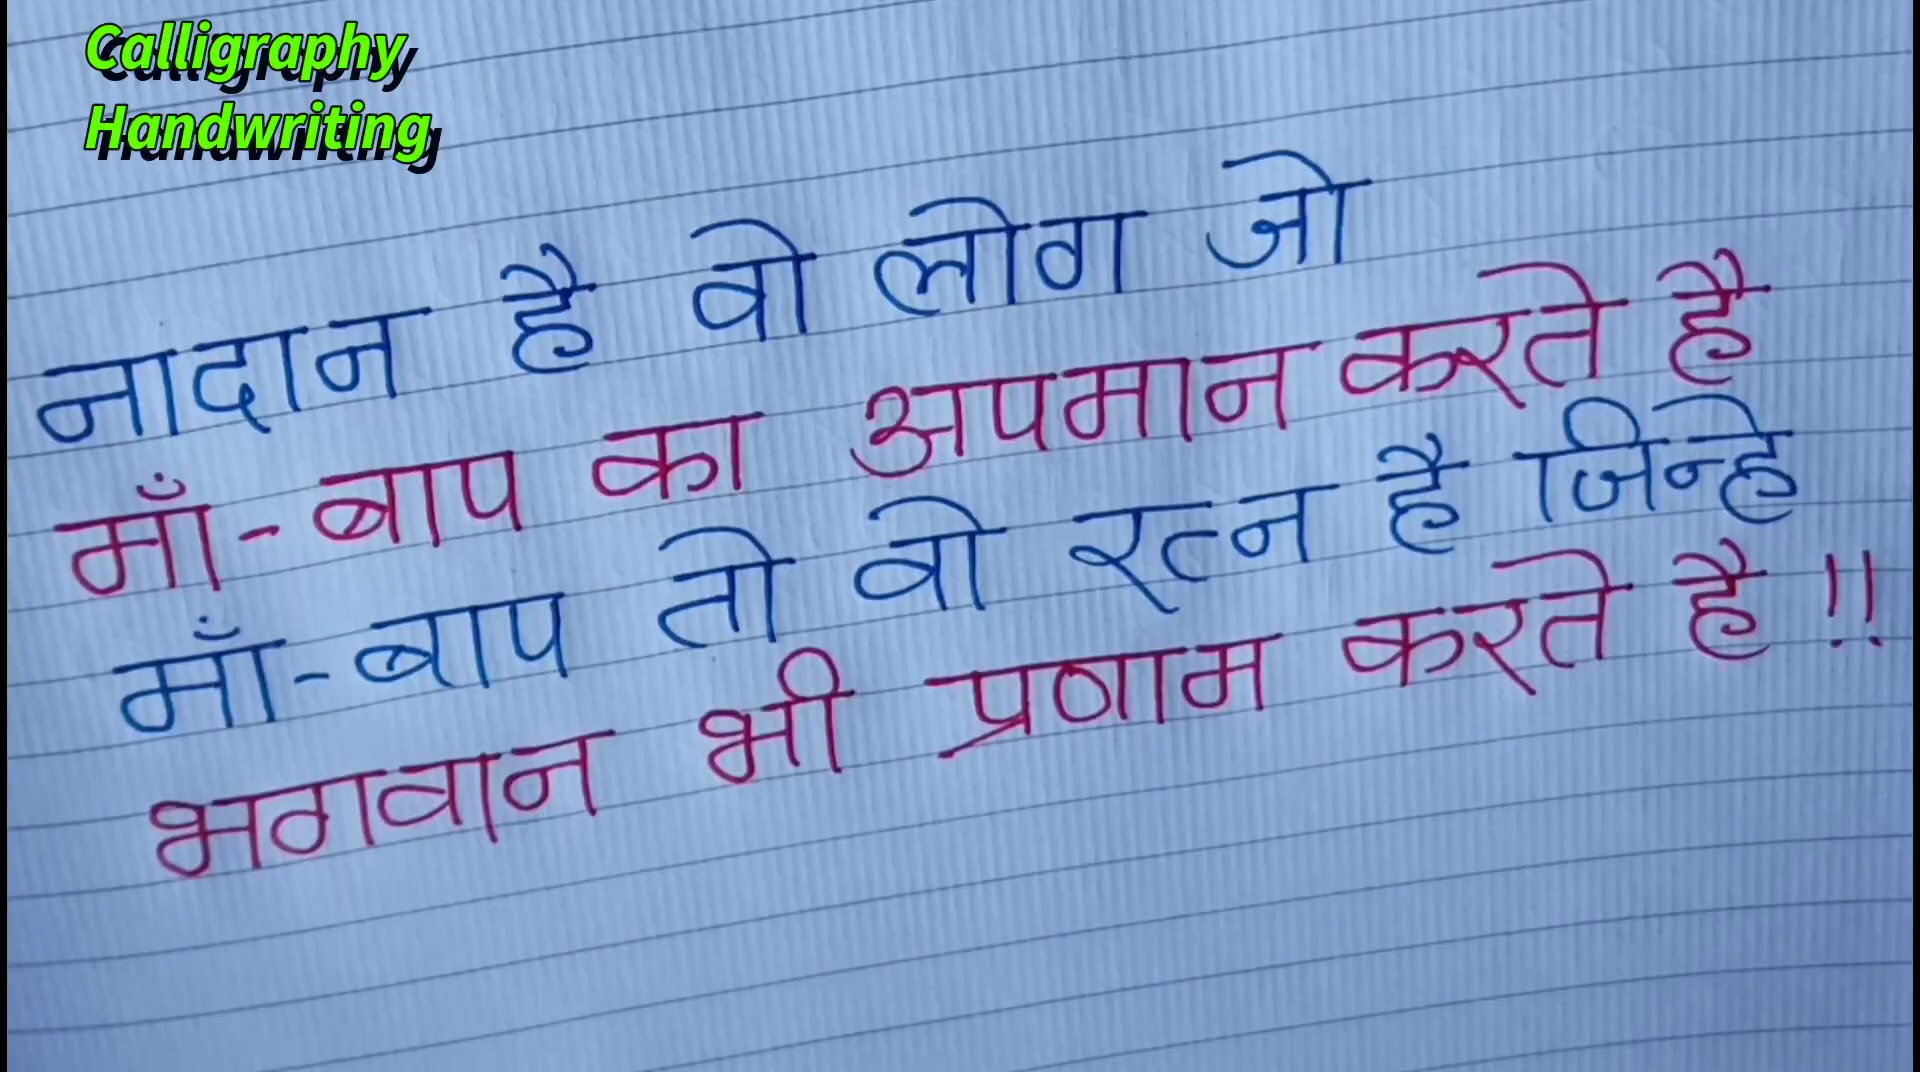 Calligraphy
Handwriting
नादान है वो लोग जो
माँ-बाप का अपमान करते है
माँ-बाप तो वो रत्न है जिन्हे
भगवान भी प्रणाम करते है !!